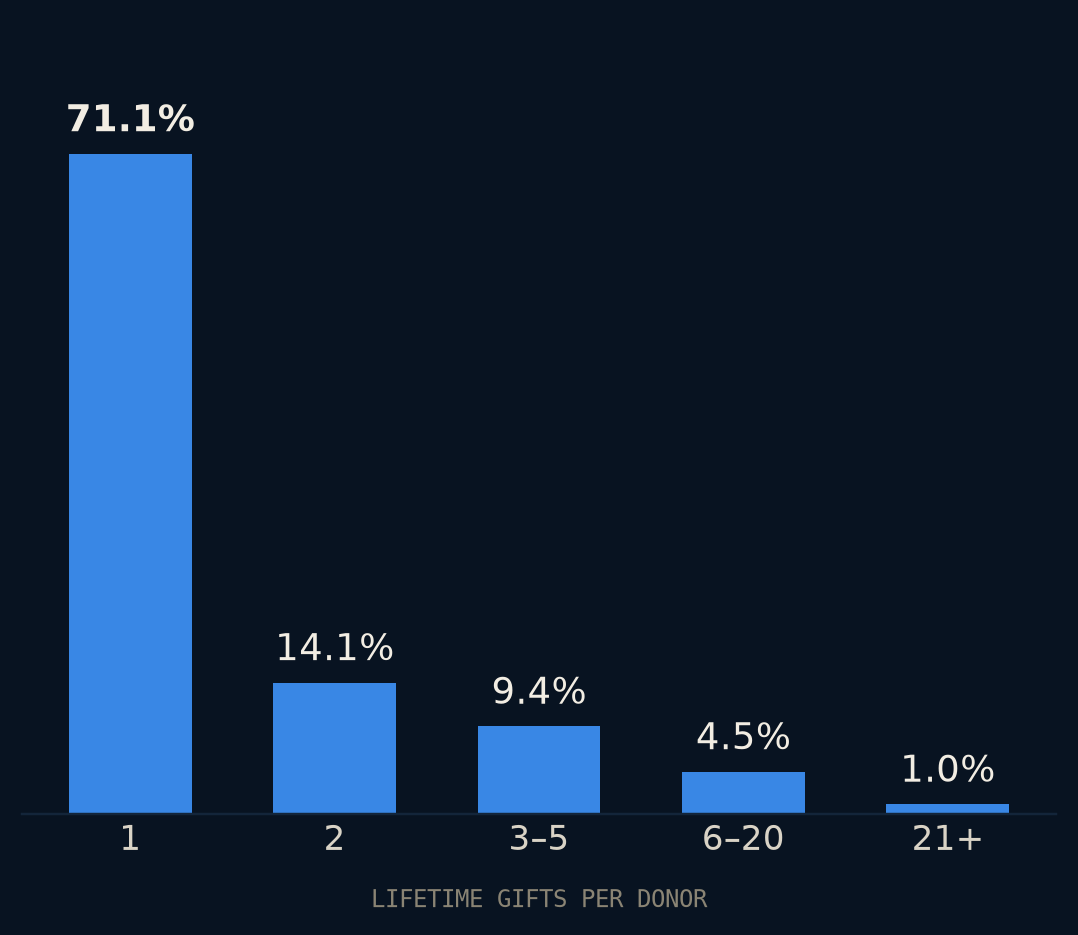 71.1%
14.1%
9.4%
4.5%
1.0%
1 2 3–5 6–20 21+
LIFETIME GIFTS PER DONOR